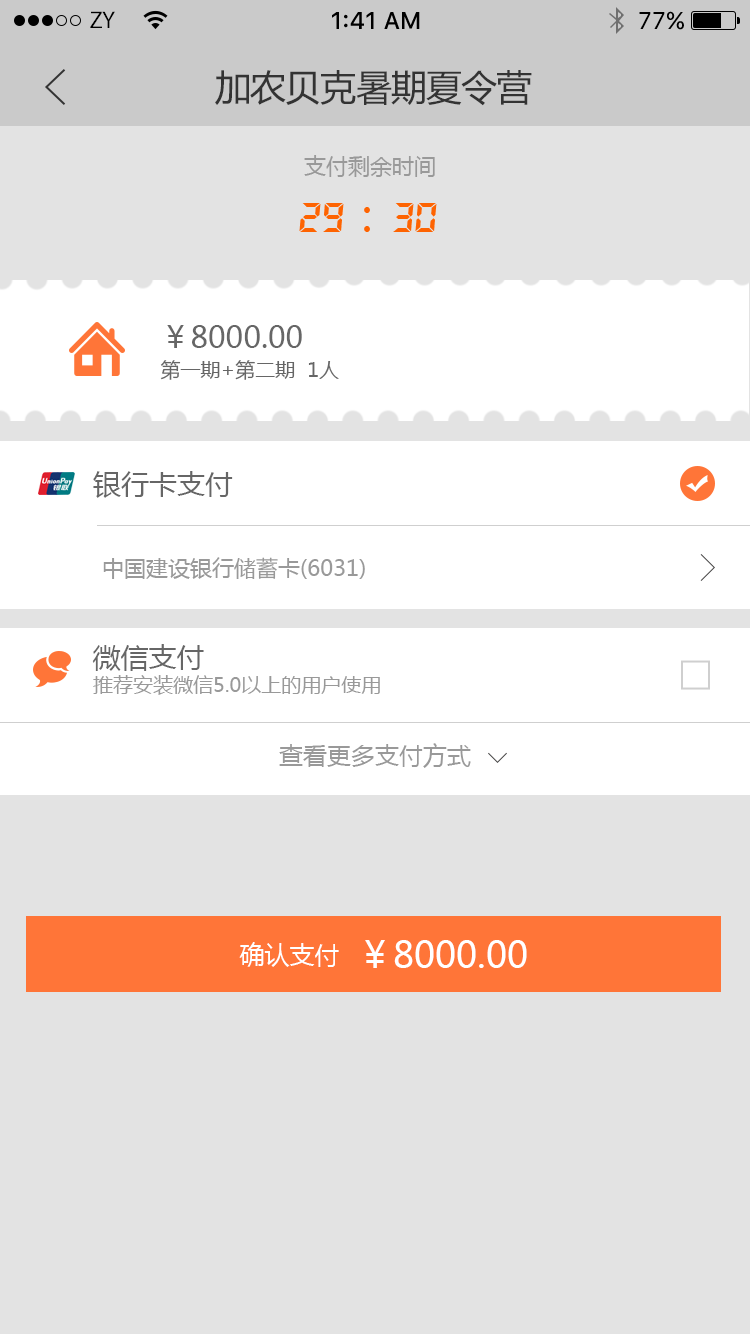 ZY 1:41 AM 77%
加农贝克暑期夏令营
支付剩余时间
29 : 30
¥8000.00
第一期+第二期 1人
UnionPay
银联
银行卡支付
中国建设银行储蓄卡(6031)
微信支付
推荐安装微信5.0以上的用户使用
查看更多支付方式
确认支付 ¥8000.00